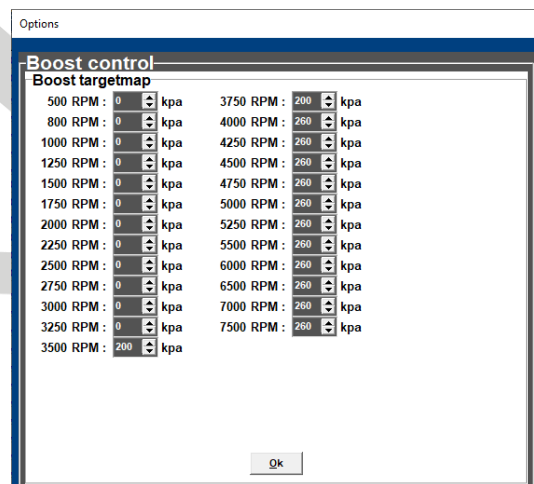 Options
Boost control
Boost targetmap
500 RPM : 0 kpa
800 RPM : 0 kpa
1000 RPM : 0 kpa
1250 RPM : 0 kpa
1500 RPM : 0 kpa
1750 RPM : 0 kpa
2000 RPM : 0 kpa
2250 RPM : 0 kpa
2500 RPM : 0 kpa
2750 RPM : 0 kpa
3000 RPM : 0 kpa
3250 RPM : 0 kpa
3500 RPM : 200 kpa
3750 RPM : 200 kpa
4000 RPM : 260 kpa
4250 RPM : 260 kpa
4500 RPM : 260 kpa
4750 RPM : 260 kpa
5000 RPM : 260 kpa
5250 RPM : 260 kpa
5500 RPM : 260 kpa
6000 RPM : 260 kpa
6500 RPM : 260 kpa
7000 RPM : 260 kpa
7500 RPM : 260 kpa
Ok